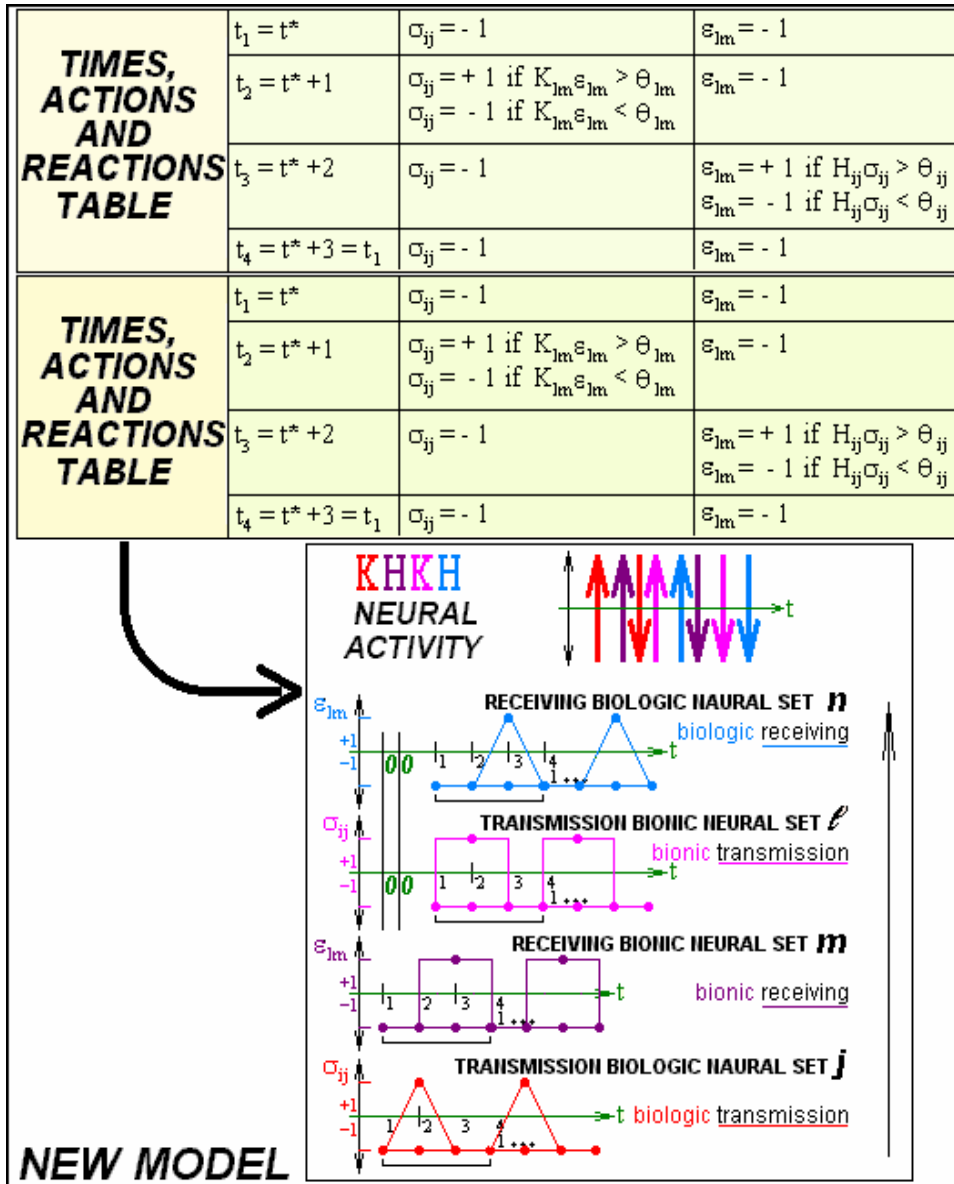 TIMES, ACTIONS AND REACTIONS TABLE
t₁ = t* σᵢⱼ = - 1 εₗₘ = - 1
t₂ = t* +1 σᵢⱼ = + 1 if Kₗₘεₗₘ > θₗₘ εₗₘ = - 1
σᵢⱼ = - 1 if Kₗₘεₗₘ < θₗₘ
t₃ = t* +2 σᵢⱼ = - 1 εₗₘ = + 1 if Hᵢⱼσᵢⱼ > θᵢⱼ
εₗₘ = - 1 if Hᵢⱼσᵢⱼ < θᵢⱼ
t₄ = t* +3 = t₁ σᵢⱼ = - 1 εₗₘ = - 1
TIMES, ACTIONS AND REACTIONS TABLE
t₁ = t* σᵢⱼ = - 1 εₗₘ = - 1
t₂ = t* +1 σᵢⱼ = + 1 if Kₗₘεₗₘ > θₗₘ εₗₘ = - 1
σᵢⱼ = - 1 if Kₗₘεₗₘ < θₗₘ
t₃ = t* +2 σᵢⱼ = - 1 εₗₘ = + 1 if Hᵢⱼσᵢⱼ > θᵢⱼ
εₗₘ = - 1 if Hᵢⱼσᵢⱼ < θᵢⱼ
t₄ = t* +3 = t₁ σᵢⱼ = - 1 εₗₘ = - 1
KHKH
NEURAL
ACTIVITY
t
RECEIVING BIOLOGIC NAURAL SET n
εₗₘ
biologic receiving
+1
-1
00 1 2 3 4 t
1...
TRANSMISSION BIONIC NEURAL SET ℓ
σᵢⱼ
bionic transmission
+1
-1
00 1 2 3 4 t
1...
RECEIVING BIONIC NEURAL SET m
εₗₘ
bionic receiving
+1
-1
1 2 3 4 t
1...
TRANSMISSION BIOLOGIC NAURAL SET j
σᵢⱼ
biologic transmission
+1
-1
1 2 3 4 t
1...
NEW MODEL